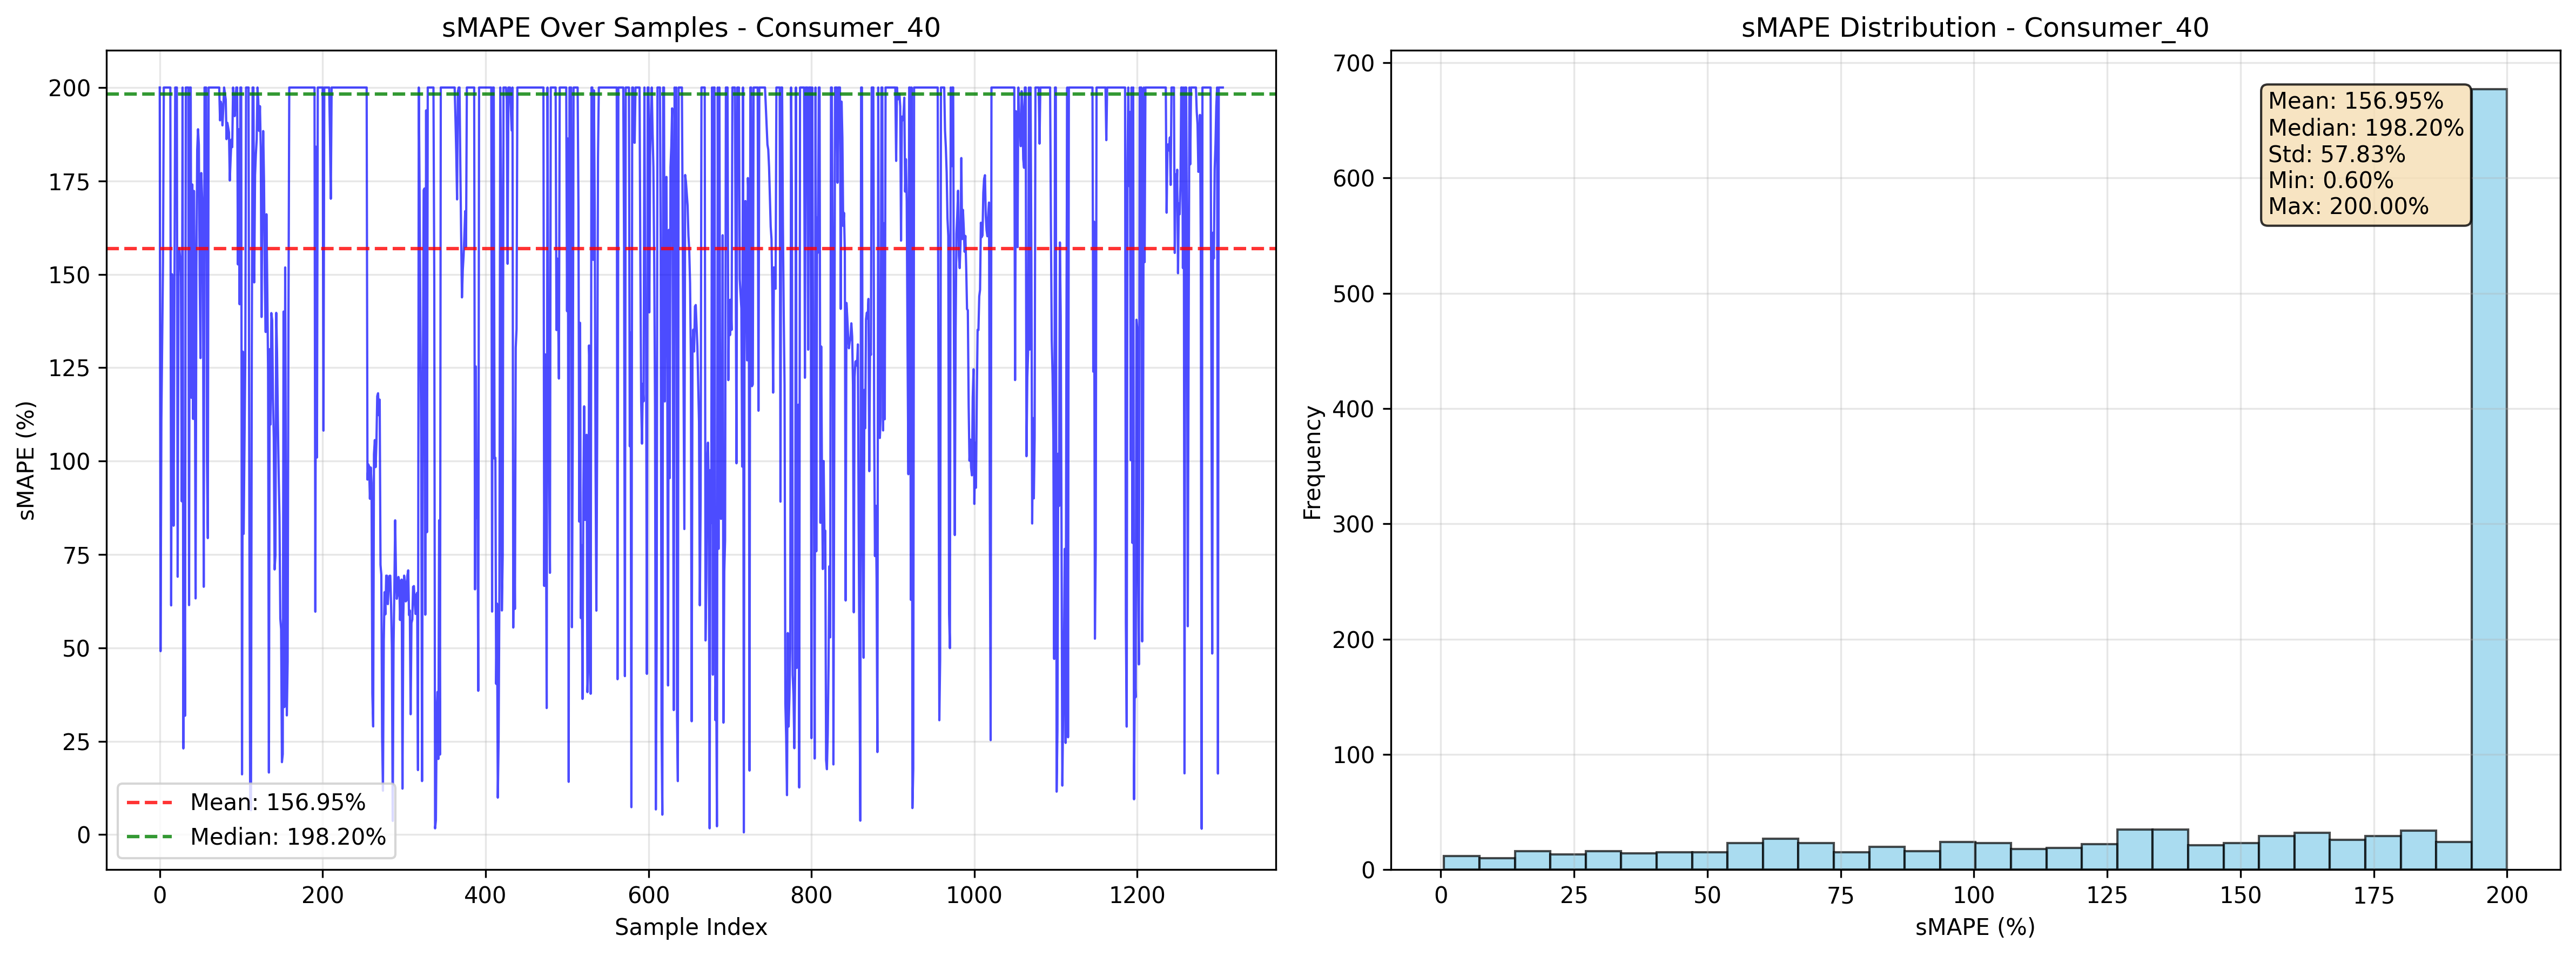 sMAPE Over Samples - Consumer_40
sMAPE (%)
200
175
150
125
100
75
50
25
0
Mean: 156.95%
Median: 198.20%
0 200 400 600 800 1000 1200
Sample Index
sMAPE Distribution - Consumer_40
Frequency
700
600
500
400
300
200
100
0
Mean: 156.95%
Median: 198.20%
Std: 57.83%
Min: 0.60%
Max: 200.00%
0 25 50 75 100 125 150 175 200
sMAPE (%)